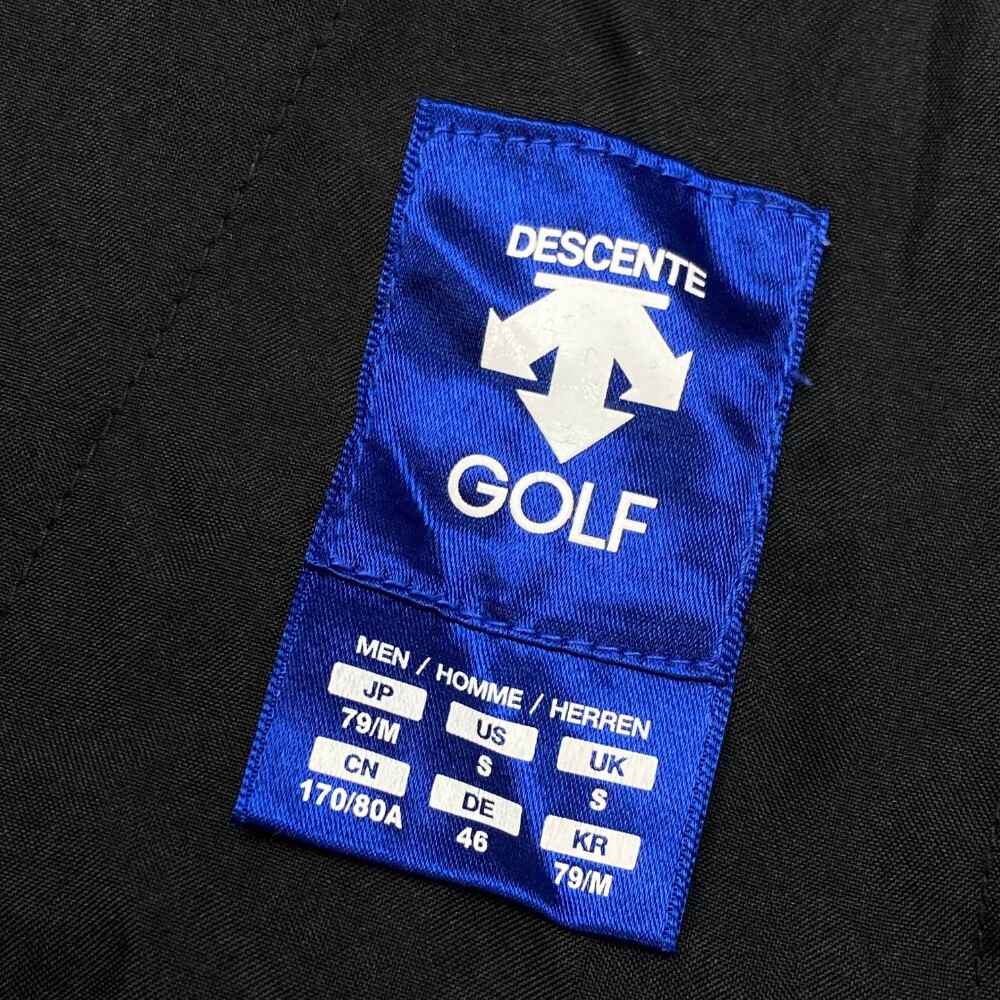 DESCENTE
GOLF
MEN / HOMME / HERREN
JP US UK
79/M S S
CN DE KR
170/80A 46 79/M